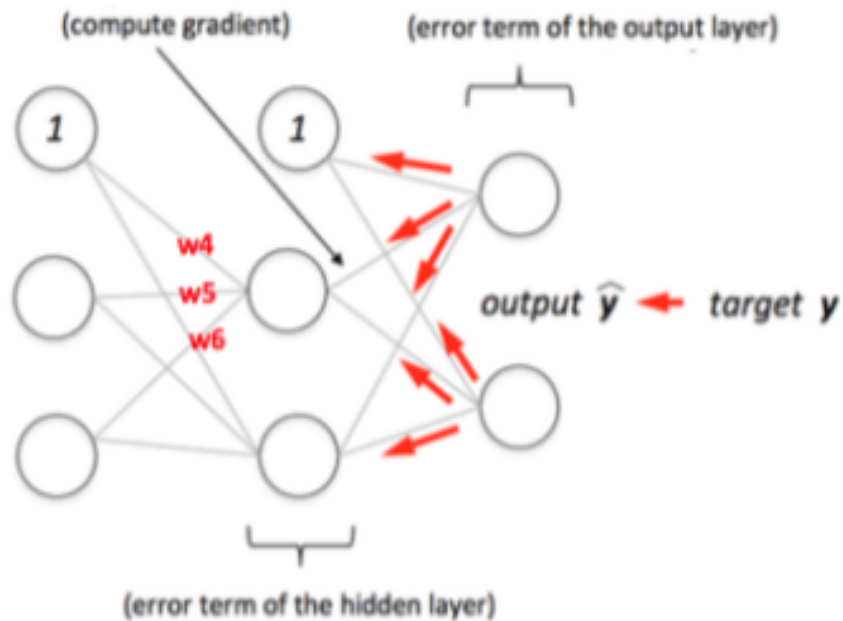 (compute gradient)
(error term of the output layer)
1
1
w4
w5
w6
output ŷ
target y
(error term of the hidden layer)